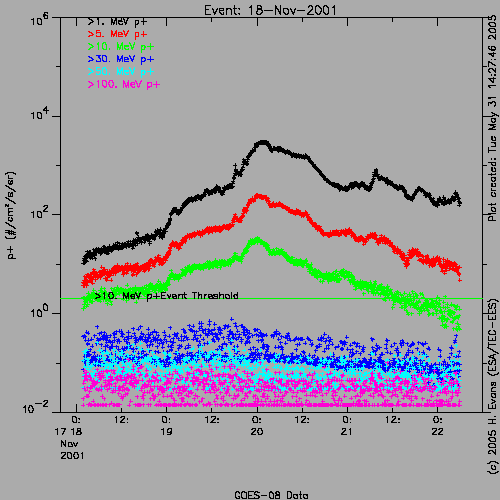 Event: 18-Nov-2001
>1. MeV p+
>5. MeV p+
>10. MeV p+
>30. MeV p+
>100. MeV p+
10^6
10^4
10^2
10^0
10^-2
p+ (#/cm²/s/sr)
>10. MeV p+Event Threshold
0: 12: 0: 12: 0: 12: 0: 12: 0:
17 18 19 20 21 22
Nov
2001
GOES-08 Data
Plot created: Tue May 31 14:27:46 2005
(c) 2005 H. Evans (ESA/TEC-EES)